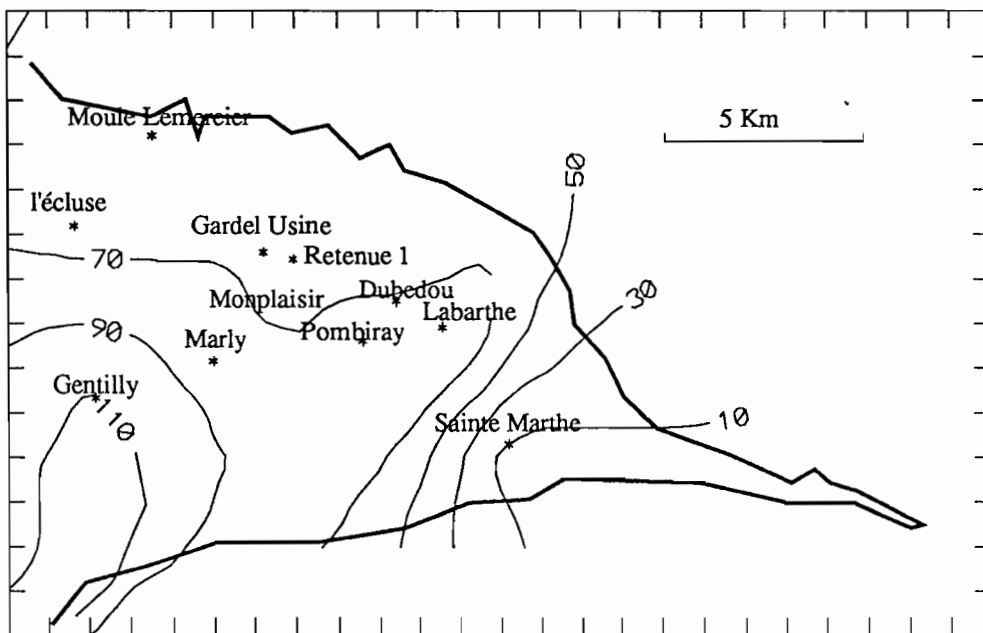 Moule Lemercier
5 Km
50
l'écluse
Gardel Usine
70
Retenue 1
Monplaisir
Dubedou
30
Labarthe
90
Marly
Pombiray
Gentilly
110
Sainte Marthe
10